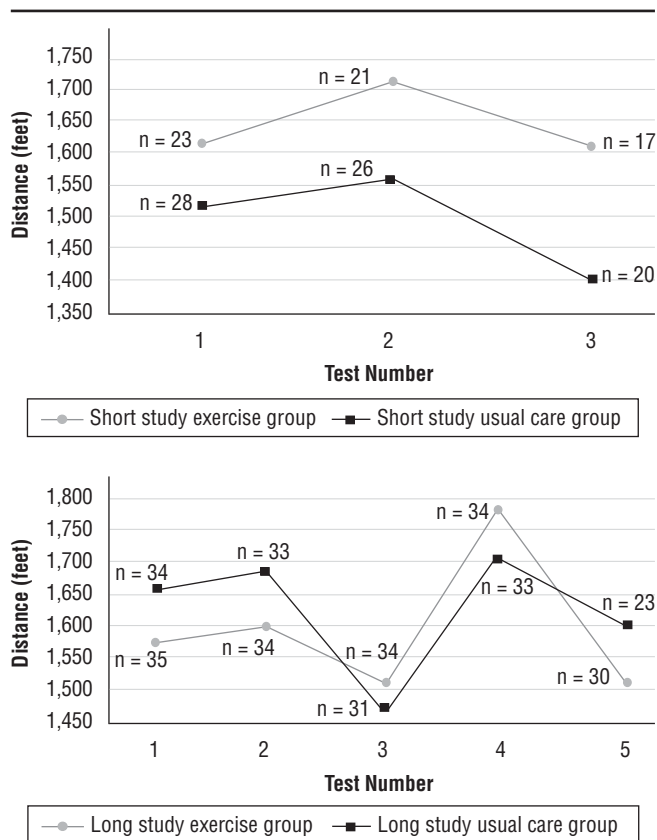 1,750
1,700
1,650
1,600
1,550
1,500
1,450
1,400
1,350
Distance (feet)
n = 23
n = 21
n = 17
n = 28
n = 26
n = 20
1 2 3
Test Number
Short study exercise group Short study usual care group
1,800
1,750
1,700
1,650
1,600
1,550
1,500
1,450
Distance (feet)
n = 34
n = 33
n = 34
n = 33
n = 23
n = 35
n = 34
n = 34
n = 31
n = 30
1 2 3 4 5
Test Number
Long study exercise group Long study usual care group